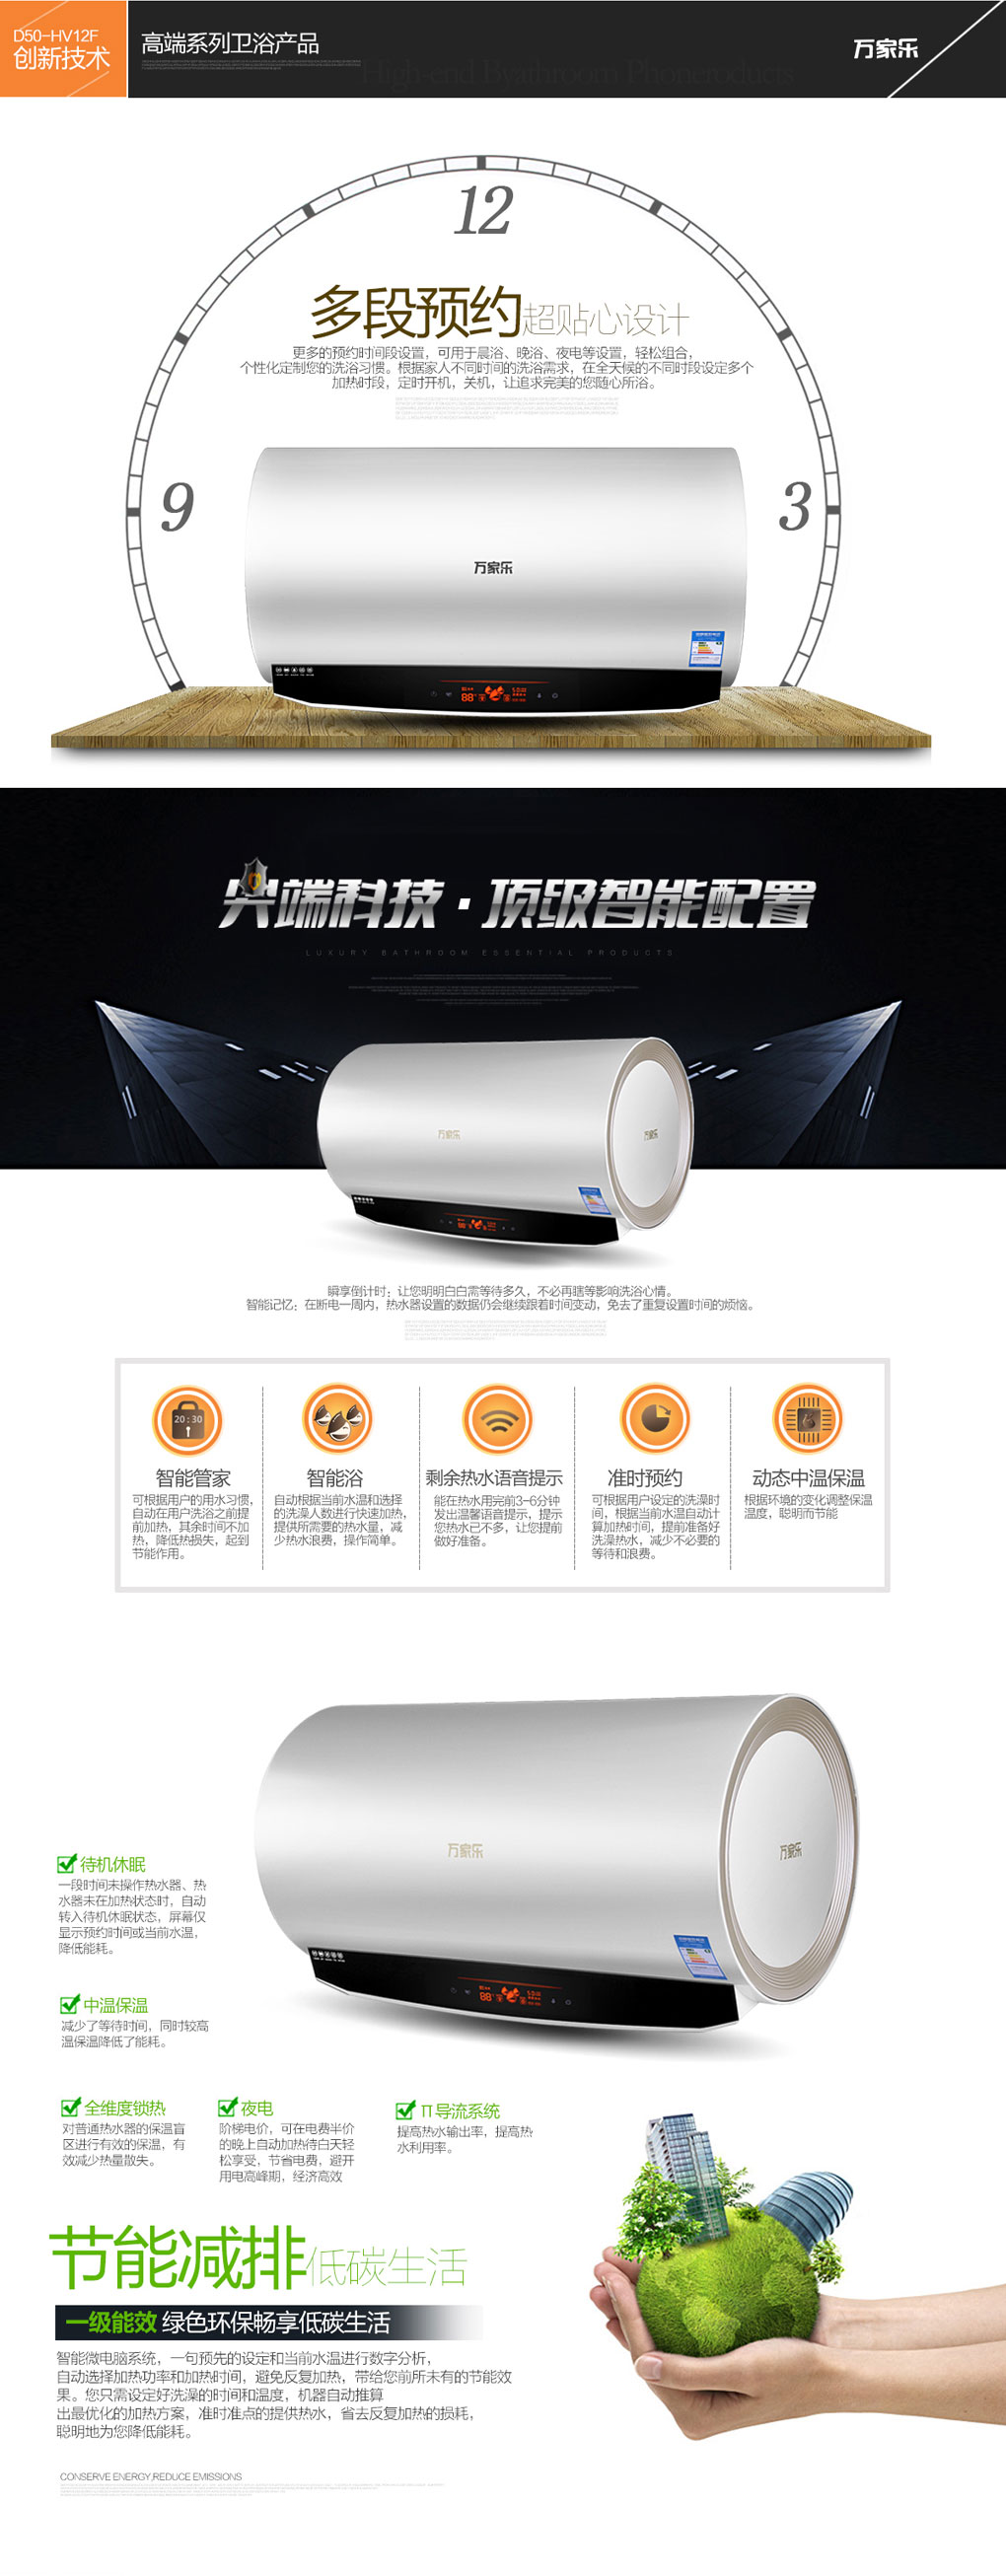 D50-HV12F
创新技术
高端系列卫浴产品
High-end Byathroom Phoneroducts
万家乐
12
多段预约超贴心设计
更多的预约时间段设置，可用于晨浴、晚浴、夜电等设置，轻松组合，
个性化定制您的洗浴习惯。根据家人不同时间的洗浴需求，在全天候的不同时段设定多个
加热时段，定时开机，关机，让追求完美的您随心所浴。
9
3
万家乐
88
尖端科技·顶级智能配置
LUXURY BATHROOM ESSENTIAL PRODUCTS
万家乐
万家乐
瞬享倒计时：让您明明白白需等待多久，不必再瞎等影响洗浴心情。
智能记忆：在断电一周内，热水器设置的数据仍会继续跟着时间变动，免去了重复设置时间的烦恼。
20:30
智能管家
可根据用户的用水习惯，
自动在用户洗浴之前提
前加热，其余时间不加
热，降低热损失，起到
节能作用。
智能浴
自动根据当前水温和选择
的洗澡人数进行快速加热，
提供所需要的热水量，减
少热水浪费，操作简单。
剩余热水语音提示
能在热水用完前3-6分钟
发出温馨语音提示，提示
您热水已不多，让您提前
做好准备。
准时预约
可根据用户设定的洗澡时
间，根据当前水温自动计
算加热时间，提前准备好
洗澡热水，减少不必要的
等待和浪费。
动态中温保温
根据环境的变化调整保温
温度，聪明而节能
万家乐
万家乐
88
待机休眠
一段时间未操作热水器、热
水器未在加热状态时，自动
转入待机休眠状态，屏幕仅
显示预约时间或当前水温，
降低能耗。
中温保温
减少了等待时间，同时较高
温保温降低了能耗。
全维度锁热
对普通热水器的保温盲
区进行有效的保温，有
效减少热量散失。
夜电
阶梯电价，可在电费半价
的晚上自动加热待白天轻
松享受，节省电费，避开
用电高峰期，经济高效
π导流系统
提高热水输出率，提高热
水利用率。
节能减排低碳生活
一级能效 绿色环保畅享低碳生活
智能微电脑系统，一句预先的设定和当前水温进行数字分析，
自动选择加热功率和加热时间，避免反复加热，带给您前所未有的节能效
果。您只需设定好洗澡的时间和温度，机器自动推算
出最优化的加热方案，准时准点的提供热水，省去反复加热的损耗，
聪明地为您降低能耗。
CONSERVE ENERGY,REDUCE EMISSIONS